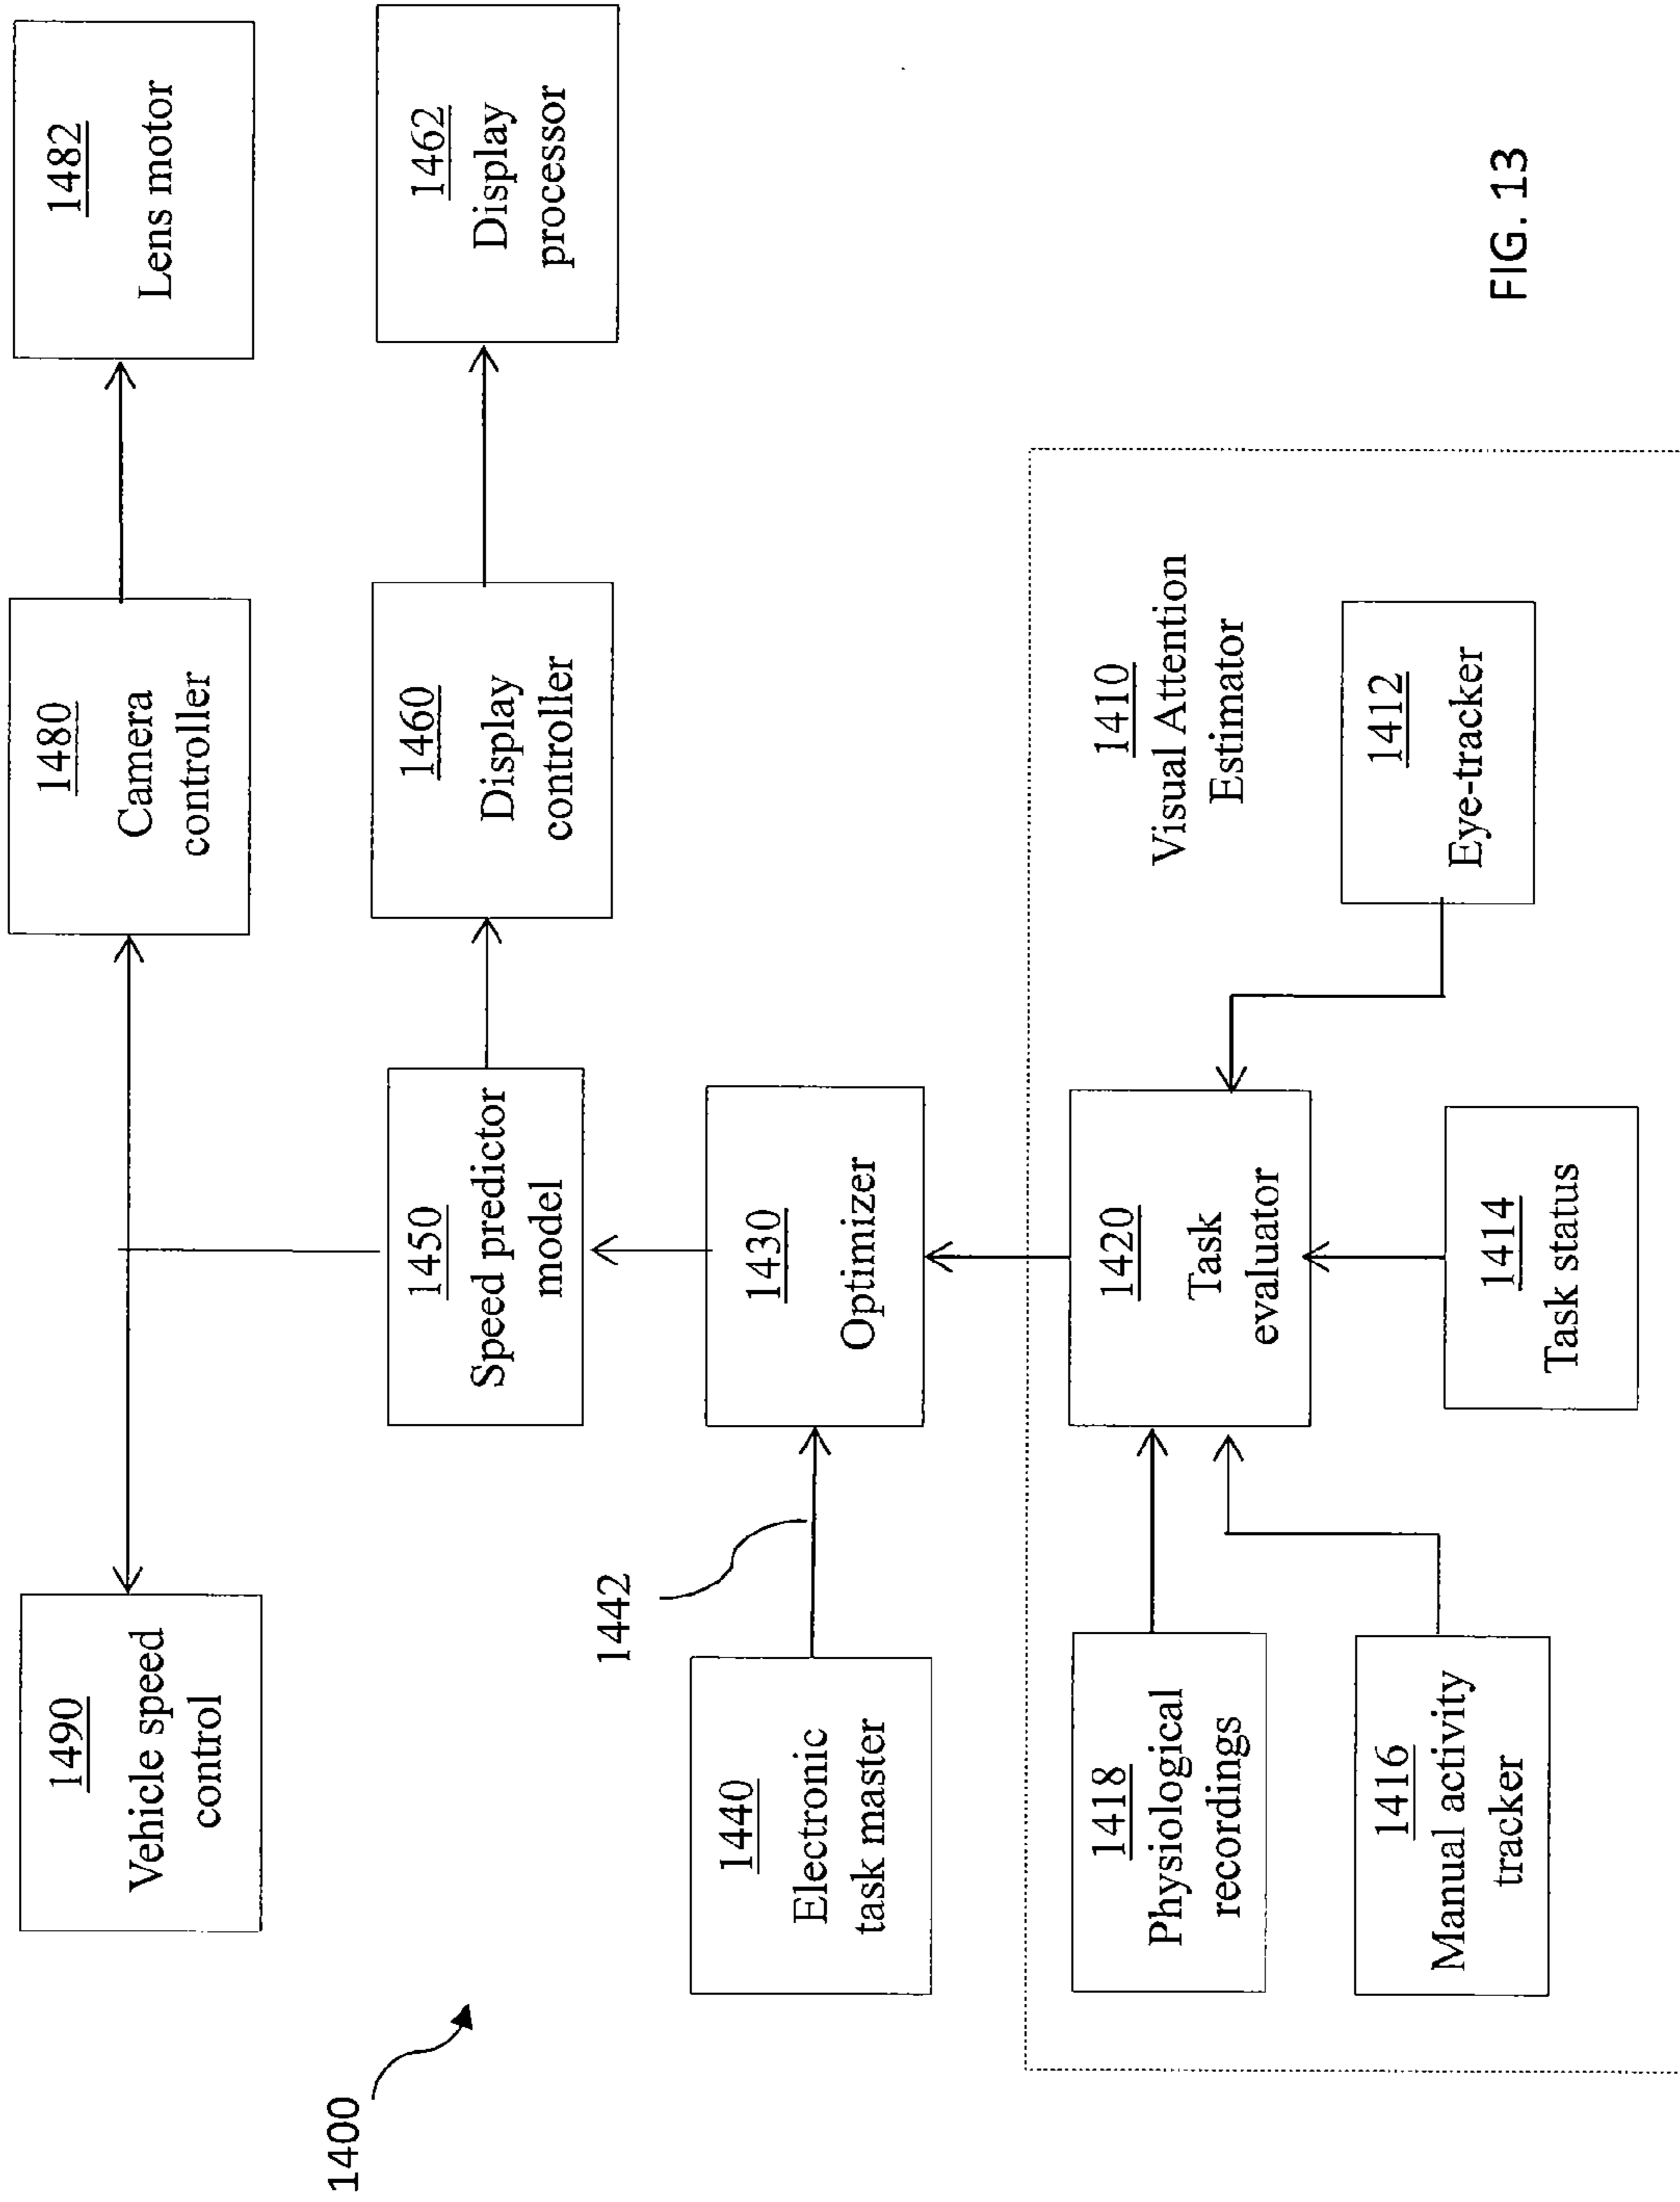 1490
Vehicle speed
control
1480
Camera
controller
1482
Lens motor
1400
1450
Speed predictor
model
1460
Display
controller
1462
Display
processor
1442
1440
Electronic
task master
1430
Optimizer
1418
Physiological
recordings
1420
Task
evaluator
1410
Visual Attention
Estimator
1416
Manual activity
tracker
1414
Task status
1412
Eye-tracker
FIG. 13